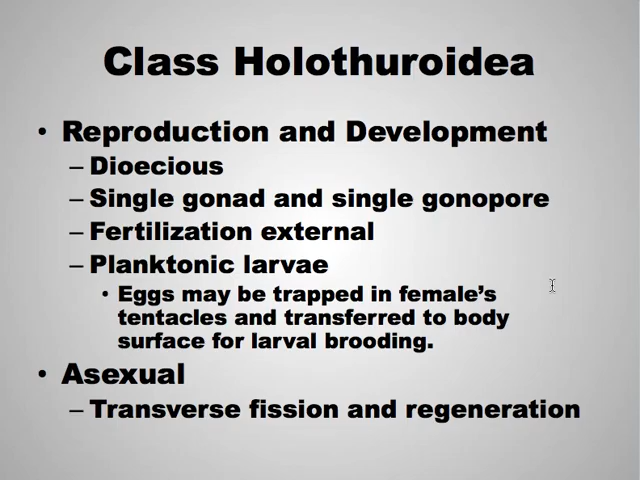 Class Holothuroidea
• Reproduction and Development
– Dioecious
– Single gonad and single gonopore
– Fertilization external
– Planktonic larvae
• Eggs may be trapped in female’s
tentacles and transferred to body
surface for larval brooding.
• Asexual
– Transverse fission and regeneration